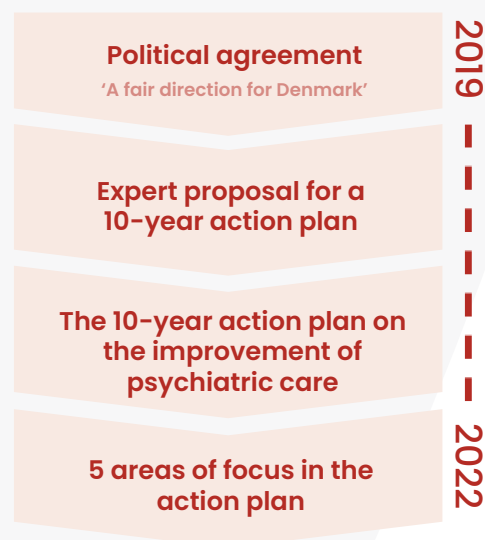 Political agreement
‘A fair direction for Denmark’
2019
Expert proposal for a
10-year action plan
The 10-year action plan on
the improvement of
psychiatric care
5 areas of focus in the
action plan
2022